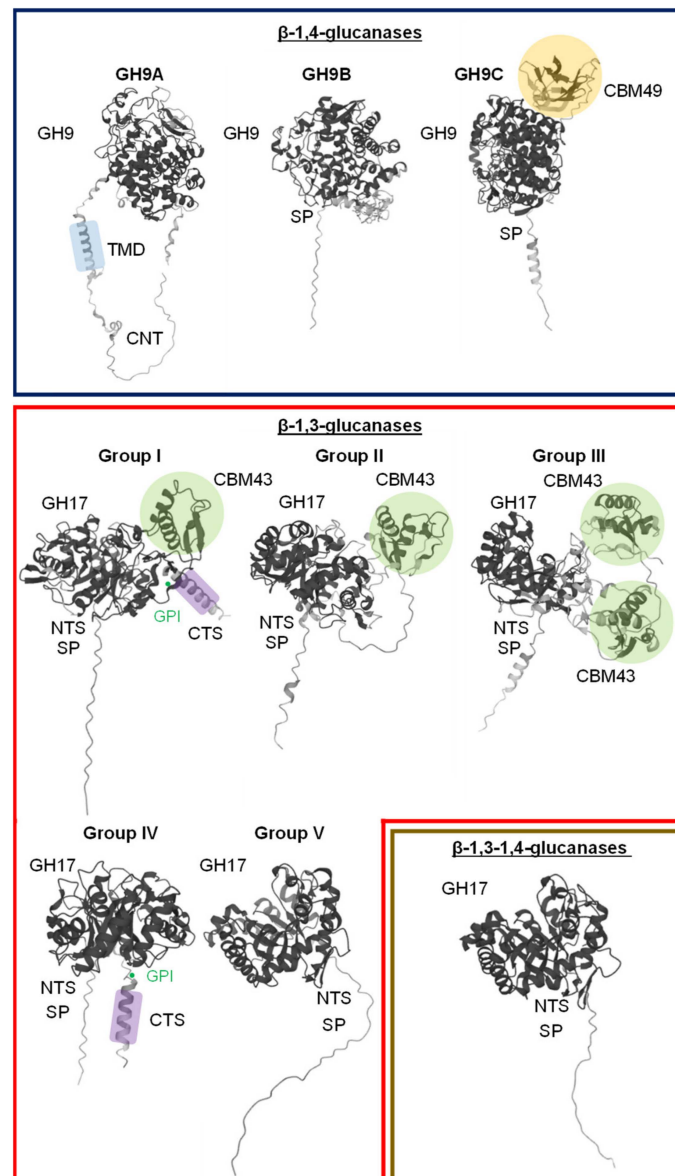 β-1,4-glucanases
GH9A
GH9B
GH9C
CBM49
GH9
GH9
GH9
SP
SP
TMD
CNT
β-1,3-glucanases
Group I
Group II
Group III
CBM43
CBM43
CBM43
GH17
GH17
GH17
GPI
CTS
NTS
SP
NTS
SP
NTS
SP
CBM43
Group IV
Group V
β-1,3-1,4-glucanases
GH17
GH17
GH17
GPI
NTS
SP
CTS
NTS
SP
NTS
SP